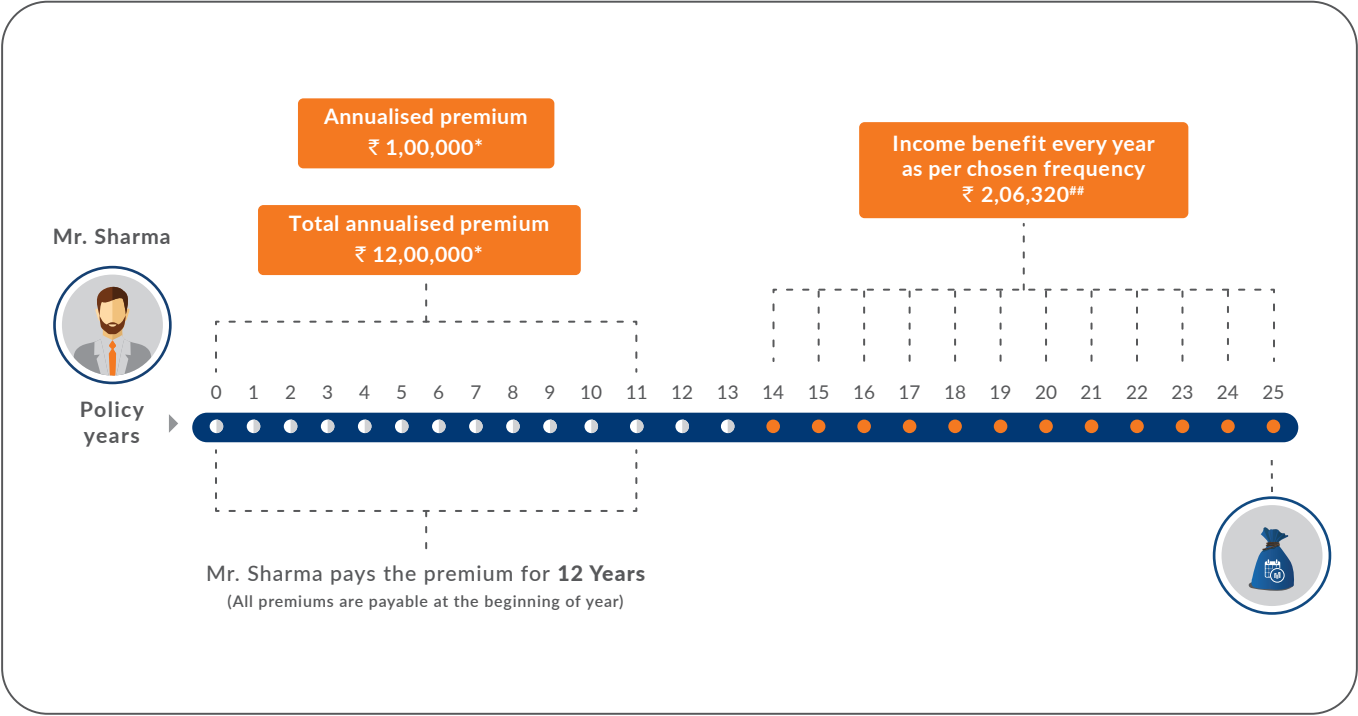 Annualised premium
₹ 1,00,000*
Total annualised premium
₹ 12,00,000*
Income benefit every year
as per chosen frequency
₹ 2,06,320##
Mr. Sharma
Policy
years
0 1 2 3 4 5 6 7 8 9 10 11 12 13 14 15 16 17 18 19 20 21 22 23 24 25
Mr. Sharma pays the premium for 12 Years
(All premiums are payable at the beginning of year)
M